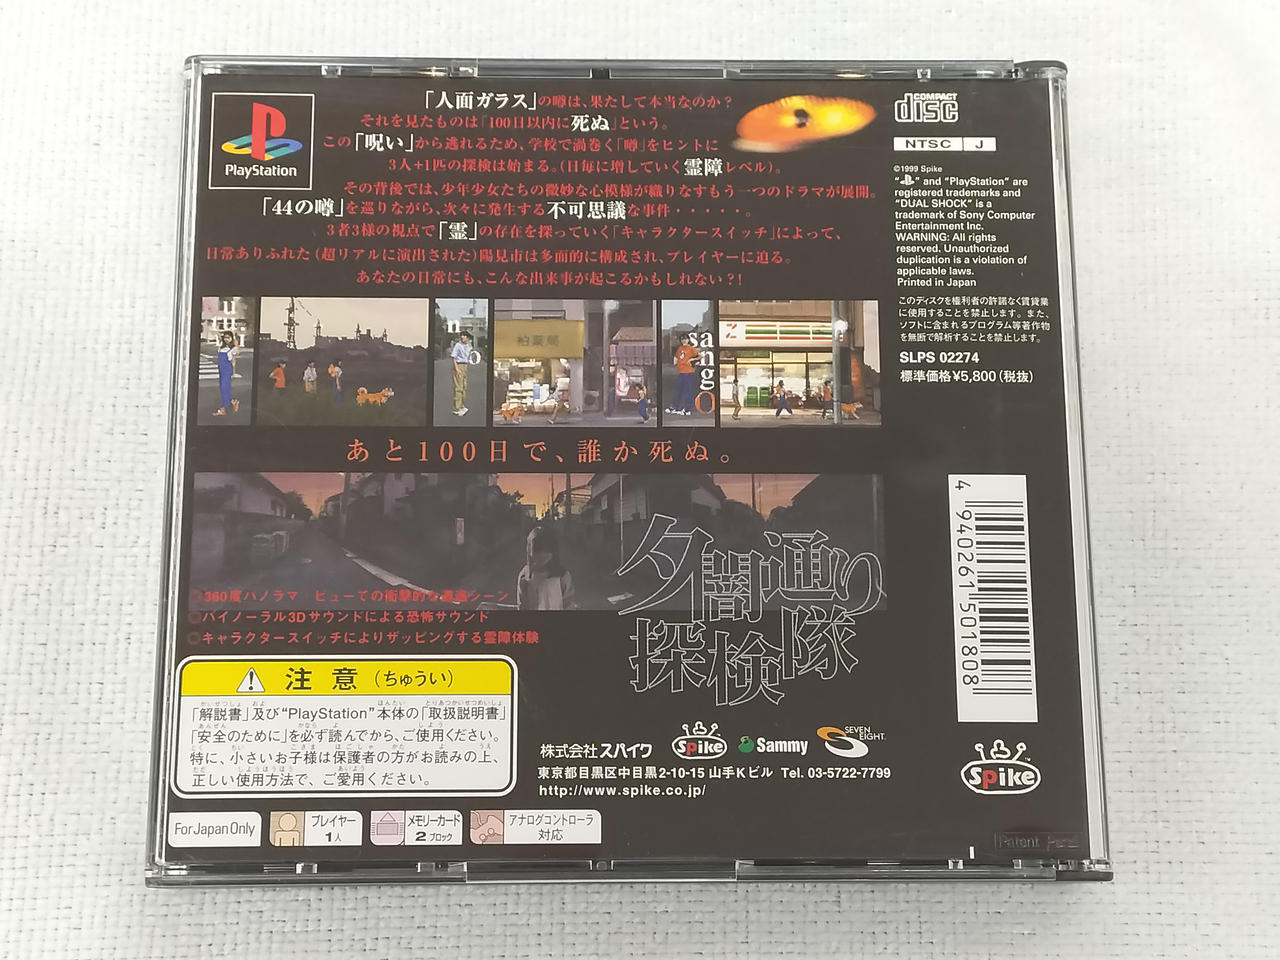 PlayStation
「人面ガラス」の噂は、果たして本当なのか?
それを見たものは「100日以内に死ぬ」という。
この「呪い」から逃れるため、学校で渦巻く「噂」をヒントに
3人+1匹の探検は始まる。(日毎に増していく霊障レベル)。
その背後では、少年少女たちの微妙な心模様が織りなすもう一つのドラマが展開。
「44の噂」を巡りながら、次々に発生する不可思議な事件・・・・・。
3者3様の視点で「霊」の存在を探っていく「キャラクタースイッチ」によって、
日常ありふれた(超リアルに演出された)陽見市は多面的に構成され、プレイヤーに迫る。
あなたの日常にも、こんな出来事が起こるかもしれない?!
COMPACT
disc
NTSC J
©1999 Spike
"PS" and "PlayStation" are
registered trademarks and
"DUAL SHOCK" is a
trademark of Sony Computer
Entertainment Inc.
WARNING: All rights
reserved. Unauthorized
duplication is a violation of
applicable laws.
Printed in Japan
このディスクを権利者の許諾なく賃貸業
に使用することを禁止します。また、
ソフトに含まれるプログラム等著作物
を無断で解析することを禁止します。
SLPS 02274
標準価格¥5,800(税抜)
柏薬局
sango
あと100日で、誰か死ぬ。
夕闇通り
探検隊
◎360度パノラマ ビューでの衝撃的な
◎バイノーラル3Dサウンドによる恐怖サウンド
◎キャラクタースイッチによりザッピングする霊障体験
4 940261 501808
注意(ちゅうい)
「解説書」及び"PlayStation"本体の「取扱説明書」
「安全のために」を必ず読んでから、ご使用ください。
特に、小さいお子様は保護者の方がお読みの上、
正しい使用方法で、ご愛用ください。
株式会社スパイク Spike Sammy SEVEN EIGHT
東京都目黒区中目黒2-10-15 山手Kビル Tel. 03-5722-7799
http://www.spike.co.jp/
Spike
For Japan Only
プレイヤー
1人
メモリーカード
2ブロック
アナログコントローラ
対応